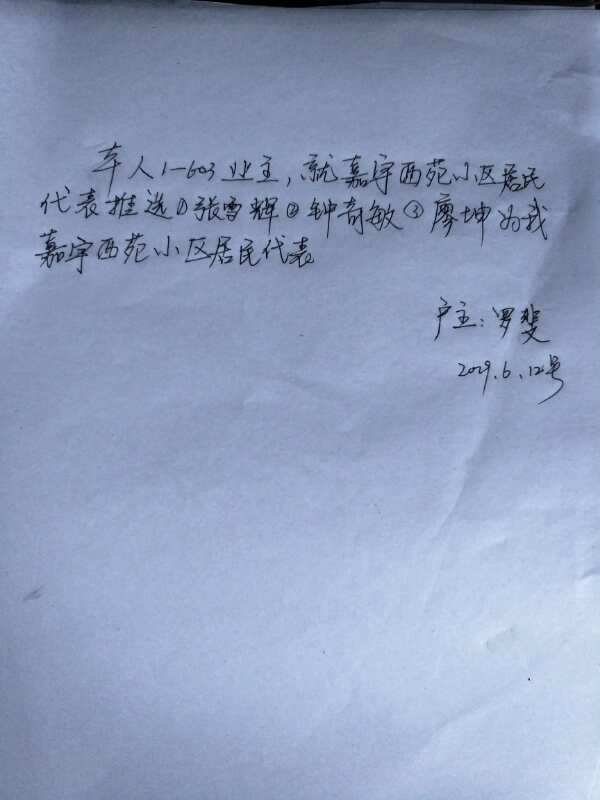 本人1-603业主,就嘉宇西苑小区居民
代表推选①张雪辉②钟奇敏③廖坤为我
嘉宇西苑小区居民代表
户主:罗斐
2029.6.12号